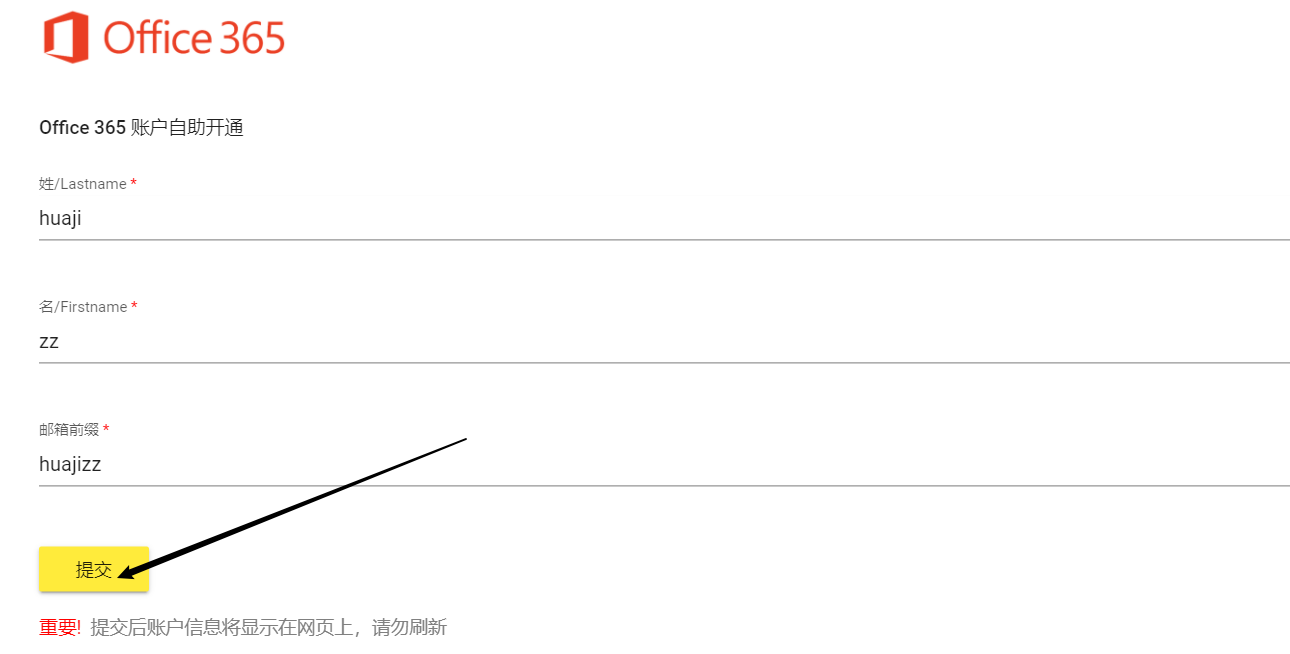 Office 365
Office 365 账户自助开通
姓/Lastname *
huaji
名/Firstname *
zz
邮箱前缀 *
huajizz
提交
重要! 提交后账户信息将显示在网页上，请勿刷新